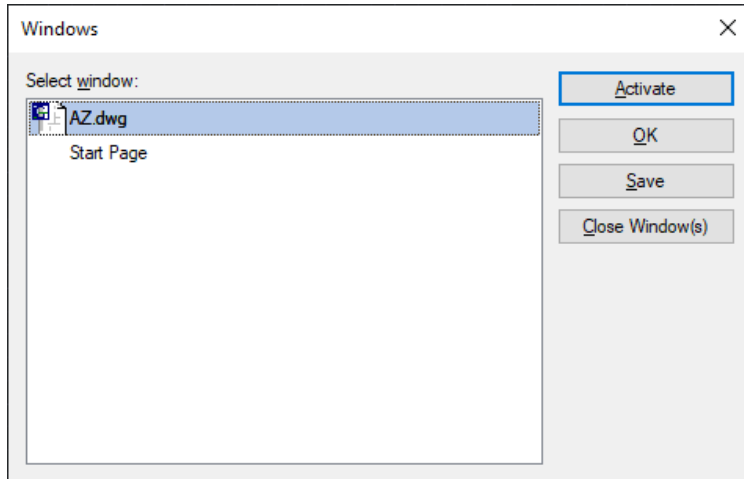 Windows
Select window:
AZ.dwg
Start Page
Activate
OK
Save
Close Window(s)